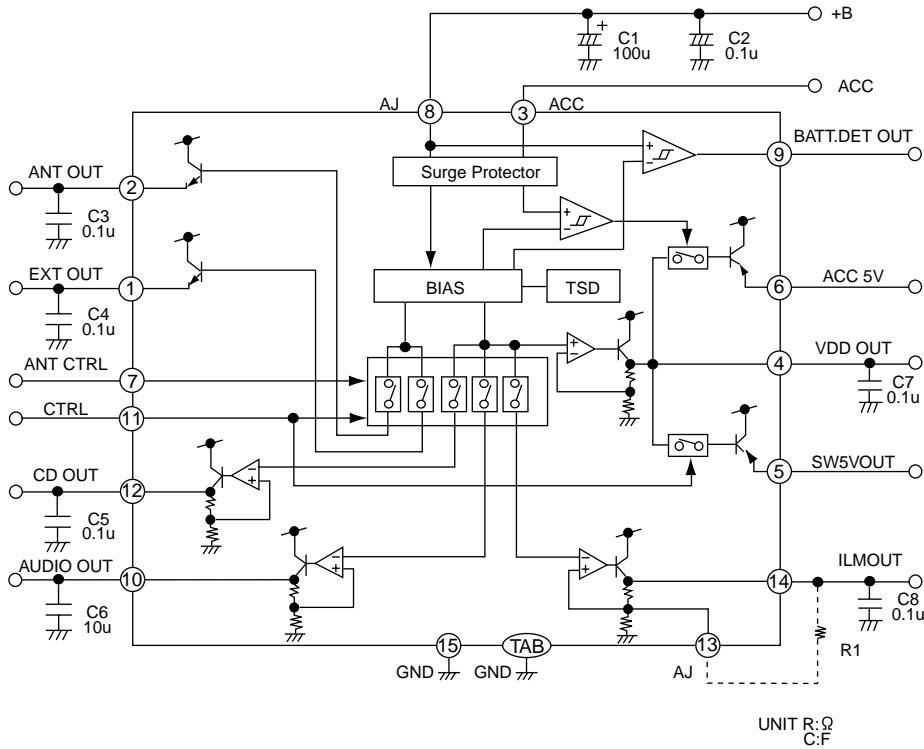 +B
+
C1
100u
C2
0.1u
ACC
AJ
8
3
ACC
BATT.DET OUT
9
ANT OUT
2
C3
0.1u
Surge Protector
+
−
+
−
EXT OUT
1
C4
0.1u
BIAS
TSD
6
ACC 5V
ANT CTRL
7
+
−
4
VDD OUT
C7
0.1u
CTRL
11
5
SW5VOUT
CD OUT
12
−
+
C5
0.1u
AUDIO OUT
10
−
+
−
+
14
ILMOUT
C6
10u
C8
0.1u
R1
15
TAB
13
GND
GND
AJ
UNIT R:Ω
C:F